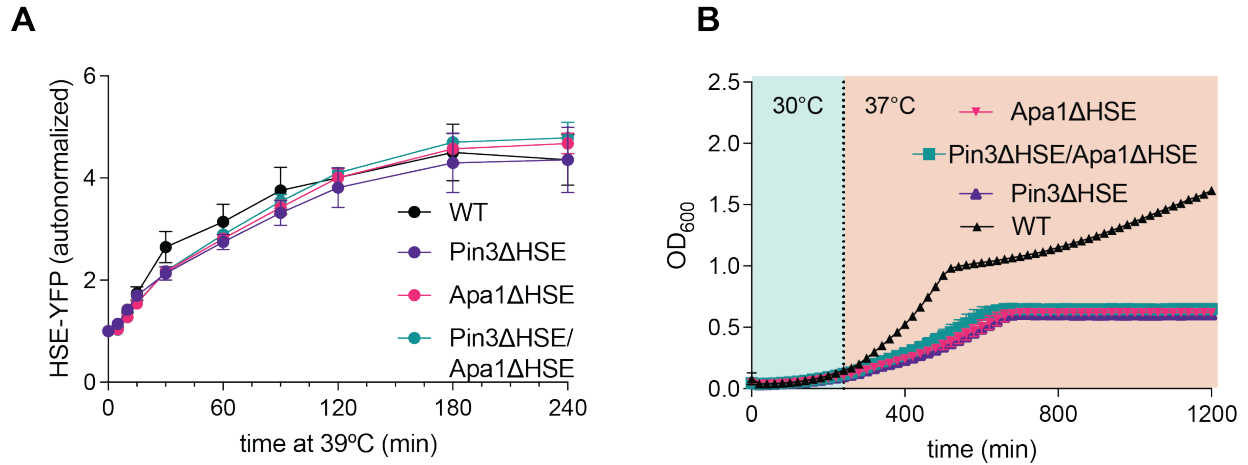 A
HSE-YFP (autonormalized)
6
4
2
0
0
60
120
180
240
time at 39ºC (min)
WT
Pin3ΔHSE
Apa1ΔHSE
Pin3ΔHSE/
Apa1ΔHSE
B
OD600
2.5
2.0
1.5
1.0
0.5
0.0
0
400
800
1200
time (min)
30°C
37°C
Apa1ΔHSE
Pin3ΔHSE/Apa1ΔHSE
Pin3ΔHSE
WT